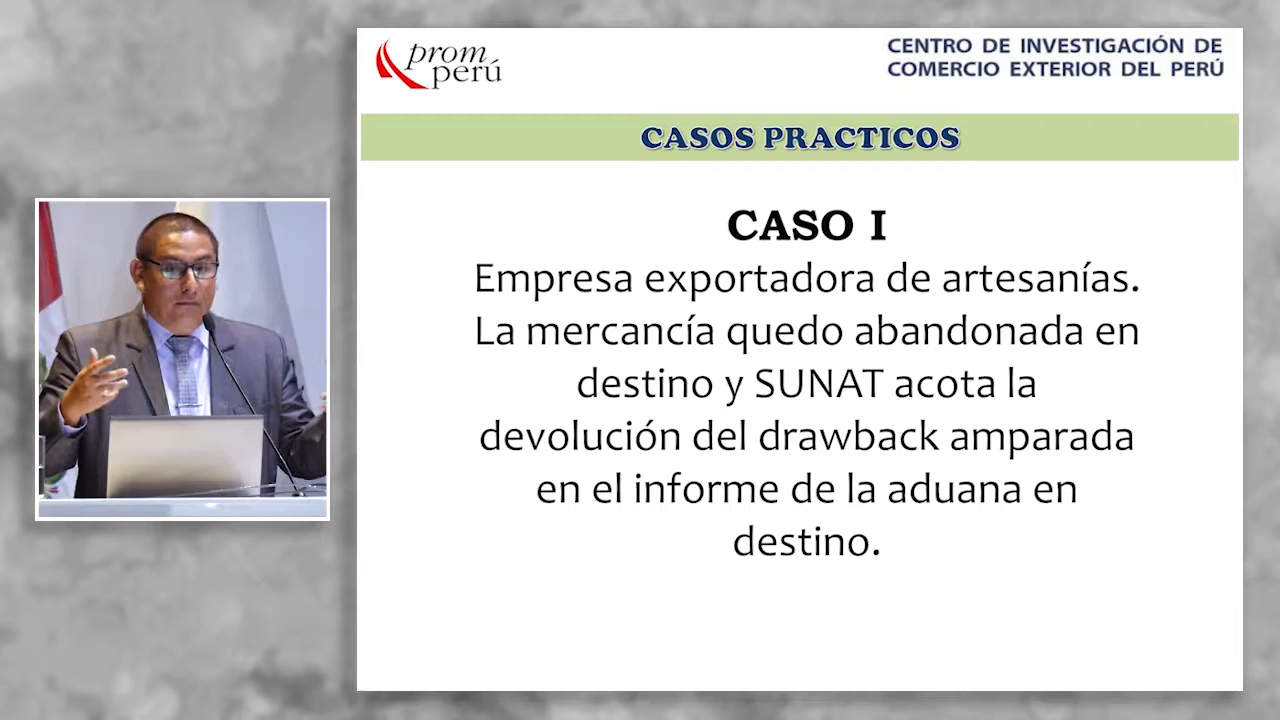 prom
perú
CENTRO DE INVESTIGACIÓN DE
COMERCIO EXTERIOR DEL PERÚ
CASOS PRACTICOS
CASO I
Empresa exportadora de artesanías.
La mercancía quedo abandonada en
destino y SUNAT acota la
devolución del drawback amparada
en el informe de la aduana en
destino.